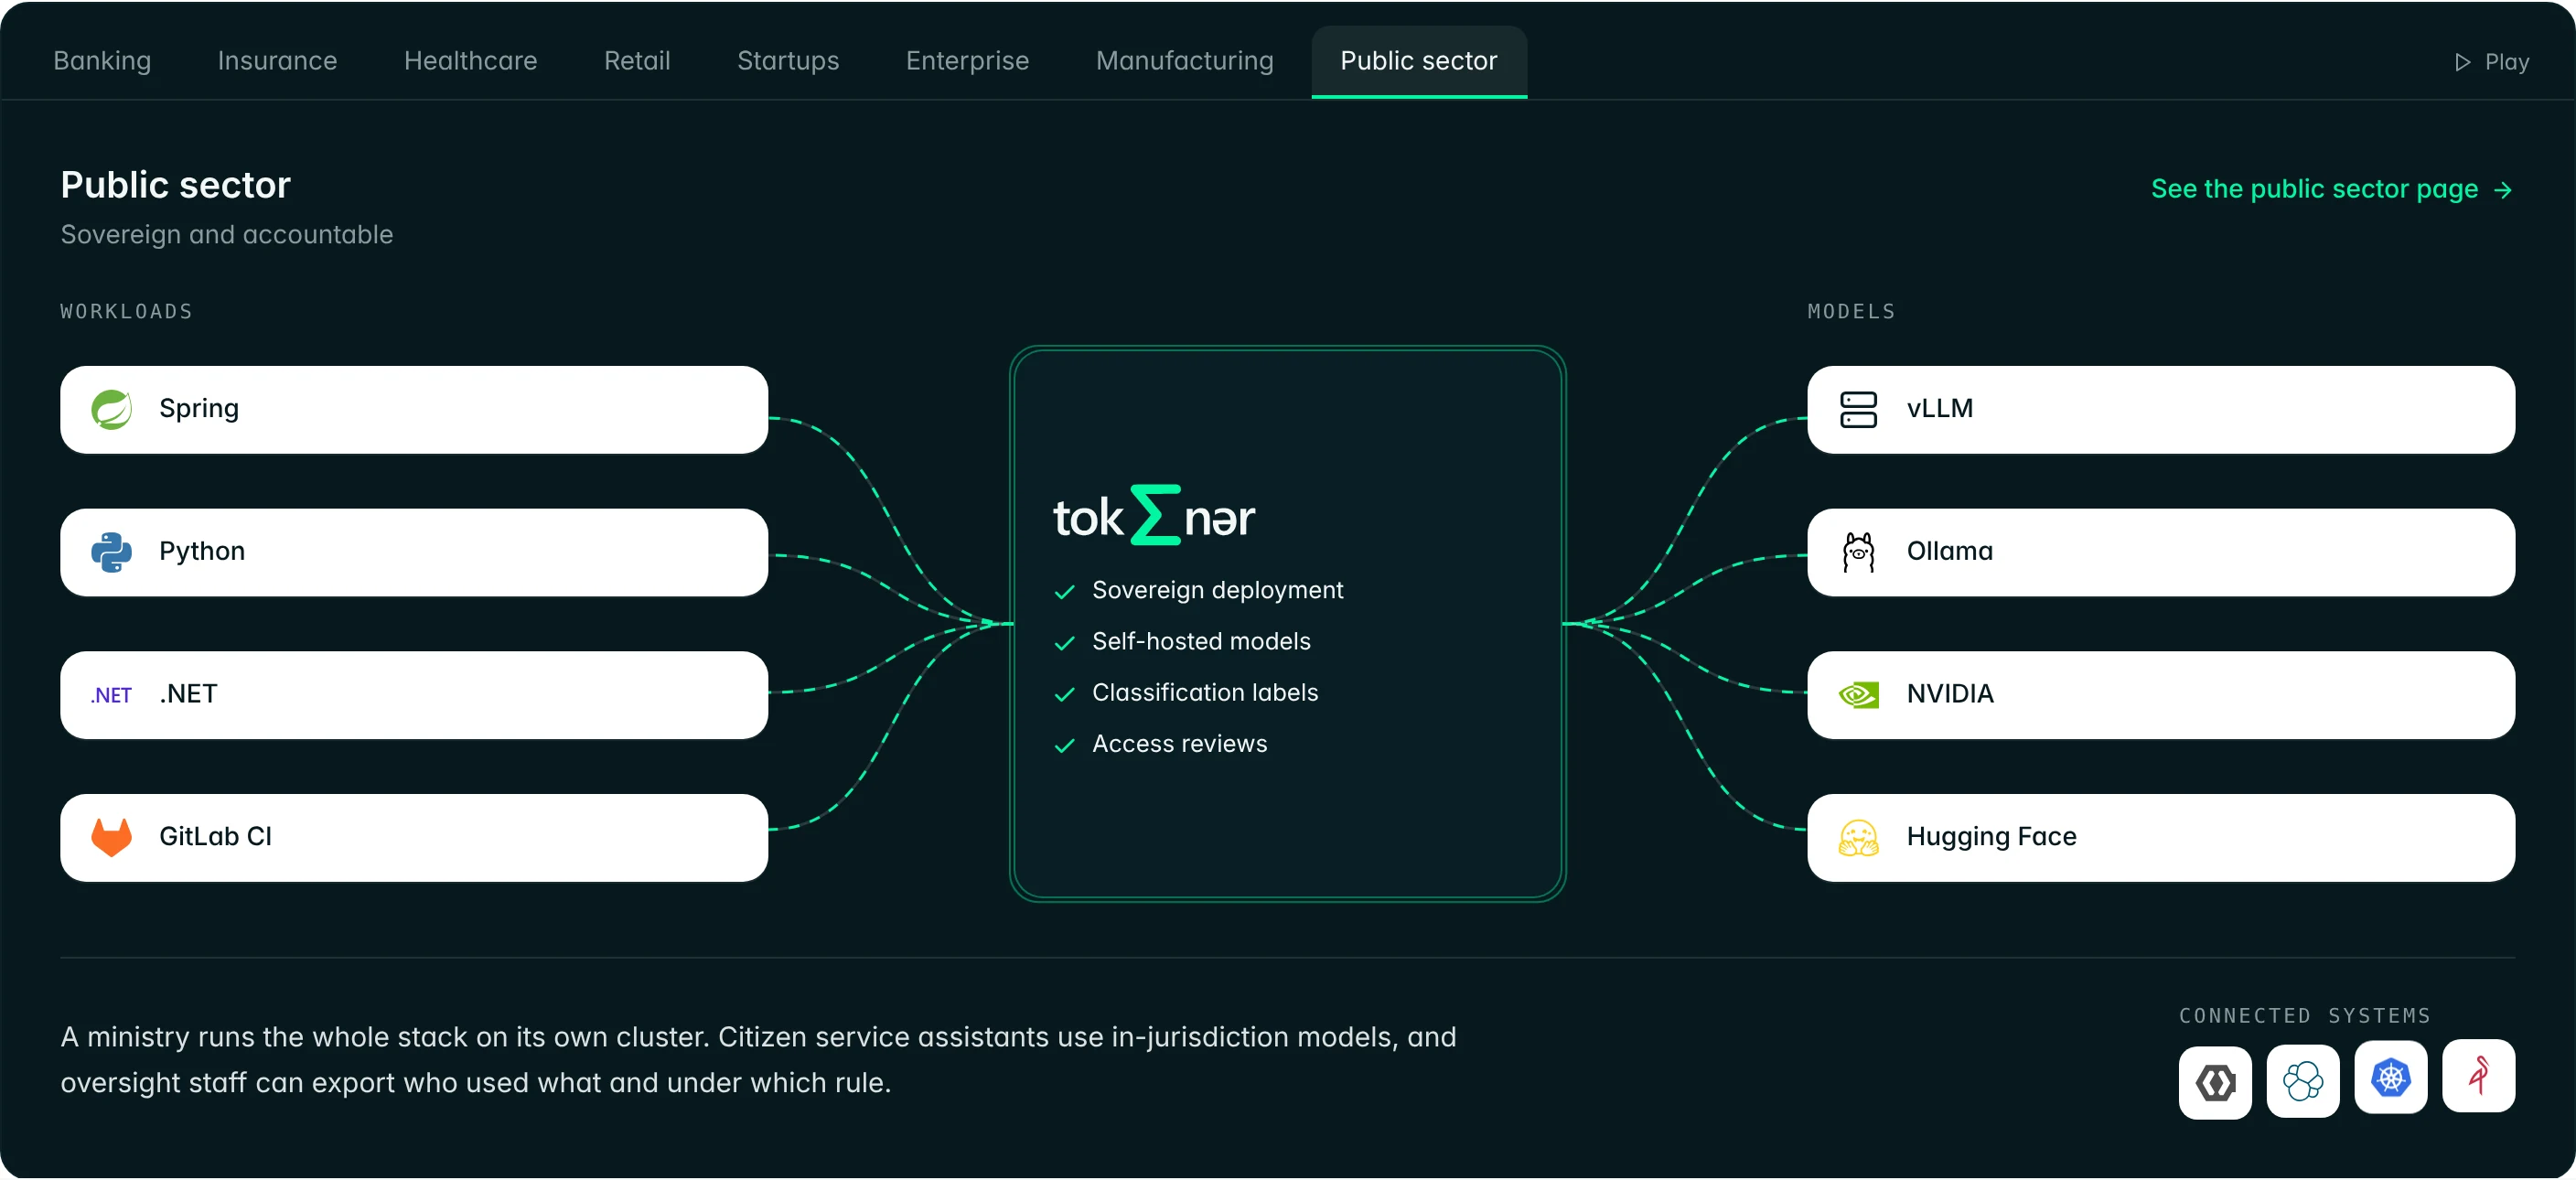 Banking
Insurance
Healthcare
Retail
Startups
Enterprise
Manufacturing
Public sector
Play
Public sector
Sovereign and accountable
See the public sector page →
WORKLOADS
Spring
Python
.NET .NET
GitLab CI
tokΣnər
✓ Sovereign deployment
✓ Self-hosted models
✓ Classification labels
✓ Access reviews
MODELS
vLLM
Ollama
NVIDIA
Hugging Face
A ministry runs the whole stack on its own cluster. Citizen service assistants use in-jurisdiction models, and
oversight staff can export who used what and under which rule.
CONNECTED SYSTEMS